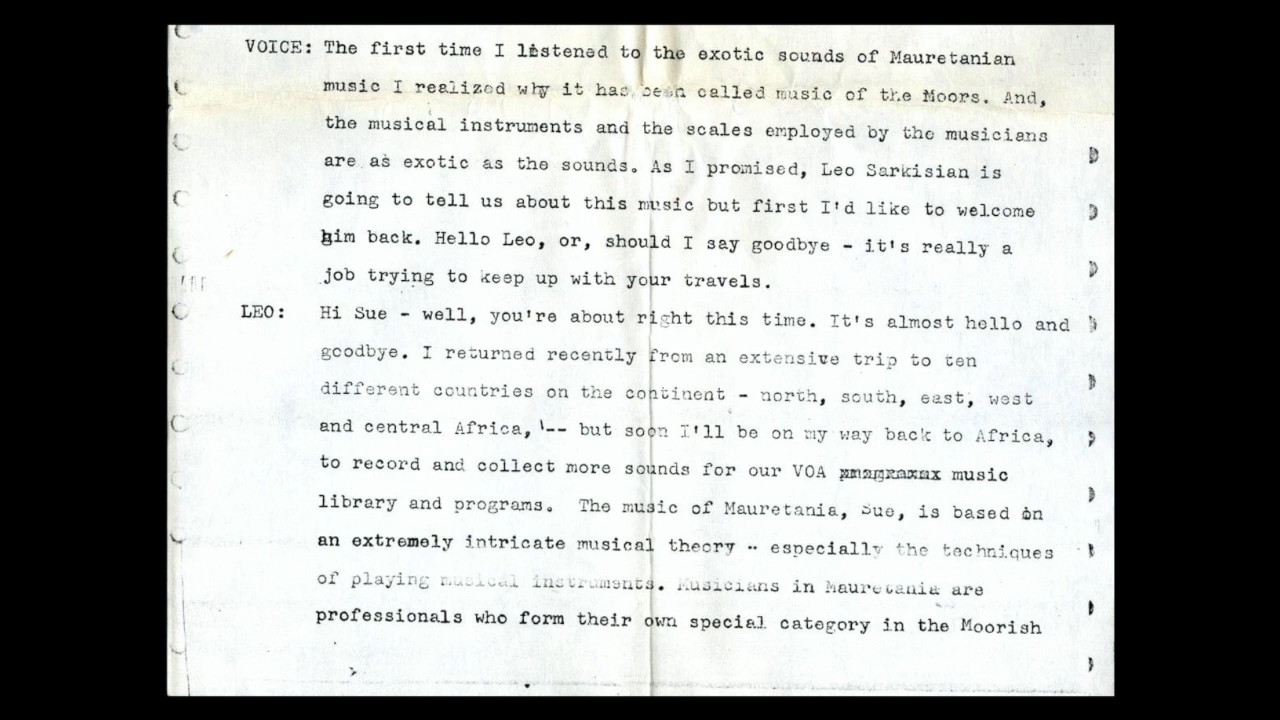 VOICE: The first time I listened to the exotic sounds of Mauretanian
music I realized why it has been called music of the Moors. And,
the musical instruments and the scales employed by the musicians
are as exotic as the sounds. As I promised, Leo Sarkisian is
going to tell us about this music but first I'd like to welcome
him back. Hello Leo, or, should I say goodbye - it's really a
job trying to keep up with your travels.
LEO: Hi Sue - well, you're about right this time. It's almost hello and
goodbye. I returned recently from an extensive trip to ten
different countries on the continent - north, south, east, west
and central Africa, -- but soon I'll be on my way back to Africa,
to record and collect more sounds for our VOA music
library and programs. The music of Mauretania, Sue, is based on
an extremely intricate musical theory - especially the techniques
of playing musical instruments. Musicians in Mauretania are
professionals who form their own special category in the Moorish